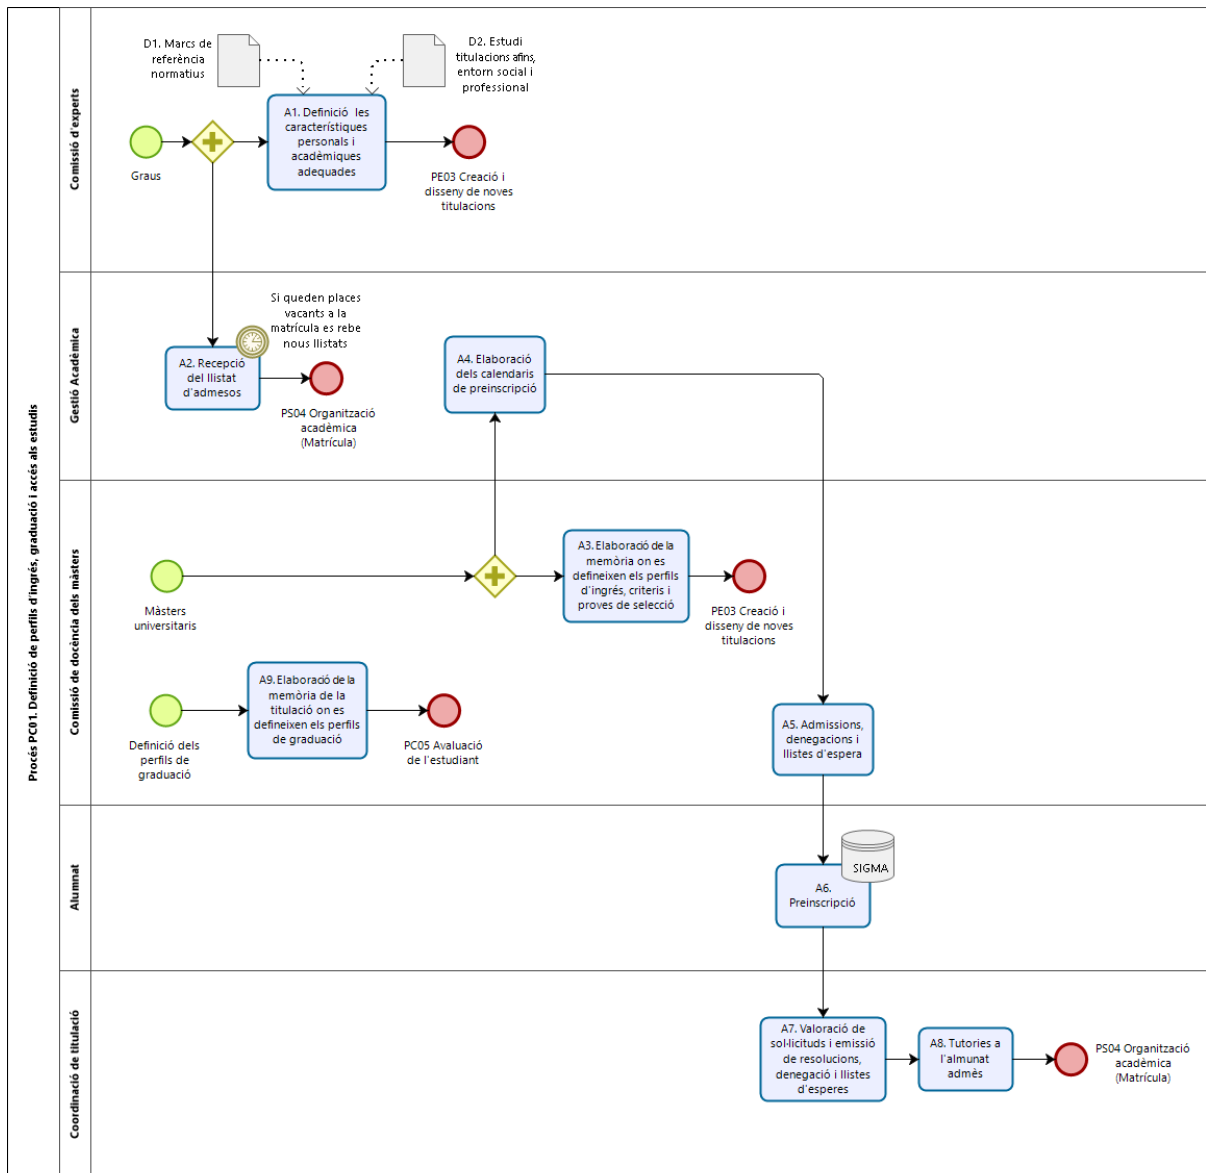 Procés PC01. Definició de perfils d'ingrés, graduació i accés als estudis
Comissió d'experts
D1. Marcs de
referència
normatius
D2. Estudi
titulacions afins,
entorn social i
professional
Graus
A1. Definició les
característiques
personals i
acadèmiques
adequades
PE03 Creació i
disseny de noves
titulacions
Gestió Acadèmica
Si queden places
vacants a la
matrícula es rebe
nous llistats
A2. Recepció
del llistat
d'admesos
PS04 Organització
acadèmica
(Matrícula)
A4. Elaboració
dels calendaris
de preinscripció
Comissió de docència dels màsters
Màsters
universitaris
A3. Elaboració de la
memòria on es
defineixen els perfils
d'ingrés, criteris i
proves de selecció
PE03 Creació i
disseny de noves
titulacions
Definició dels
perfils de
graduació
A9. Elaboració de la
memòria de la
titulació on es
defineixen els perfils
de graduació
PC05 Avaluació
de l'estudiant
A5. Admissions,
denegacions i
llistes d'espera
Alumnat
SIGMA
A6.
Preinscripció
Coordinació de titulació
A7. Valoració de
sol·licituds i emissió
de resolucions,
denegació i llistes
d'esperes
A8. Tutories a
l'almunat
admès
PS04 Organització
acadèmica
(Matrícula)